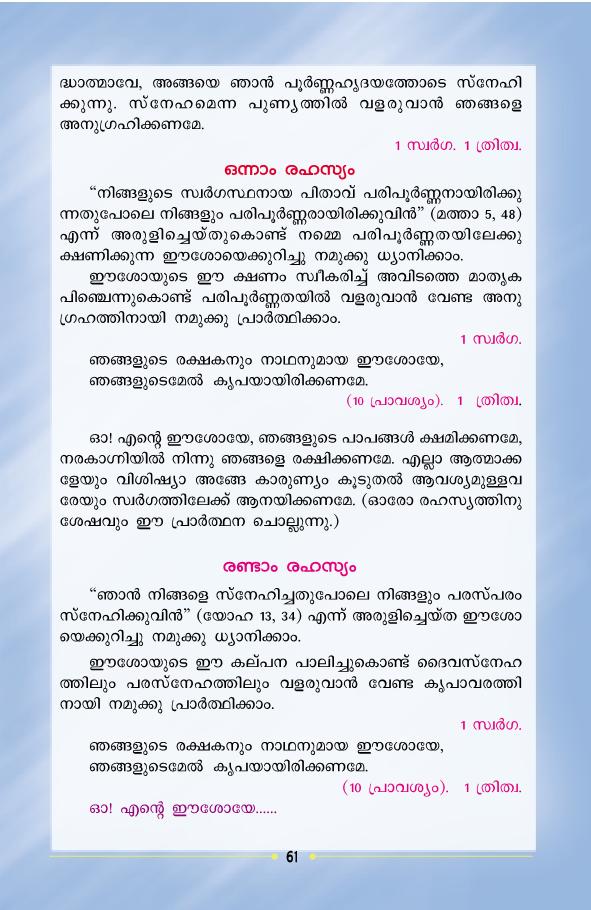 ദ്ധാത്മാവേ, അങ്ങയെ ഞാൻ പൂർണ്ണഹൃദയത്തോടെ സ്നേഹി
ക്കുന്നു. സ്നേഹമെന്ന പുണ്യത്തിൽ വളരുവാൻ ഞങ്ങളെ
അനുഗ്രഹിക്കണമേ.
1 സ്വർഗ. 1 ത്രിത്വ.
ഒന്നാം രഹസ്യം
“നിങ്ങളുടെ സ്വർഗസ്ഥനായ പിതാവ് പരിപൂർണ്ണനായിരിക്കു
ന്നതുപോലെ നിങ്ങളും പരിപൂർണ്ണരായിരിക്കുവിൻ” (മത്താ 5, 48)
എന്ന് അരുളിച്ചെയ്തുകൊണ്ട് നമ്മെ പരിപൂർണ്ണതയിലേക്കു
ക്ഷണിക്കുന്ന ഈശോയെക്കുറിച്ചു നമുക്കു ധ്യാനിക്കാം.
ഈശോയുടെ ഈ ക്ഷണം സ്വീകരിച്ച് അവിടത്തെ മാതൃക
പിഞ്ചെന്നുകൊണ്ട് പരിപൂർണ്ണതയിൽ വളരുവാൻ വേണ്ട അനു
ഗ്രഹത്തിനായി നമുക്കു പ്രാർത്ഥിക്കാം.
1 സ്വർഗ.
ഞങ്ങളുടെ രക്ഷകനും നാഥനുമായ ഈശോയേ,
ഞങ്ങളുടെമേൽ കൃപയായിരിക്കണമേ.
(10 പ്രാവശ്യം). 1 ത്രിത്വ.
ഓ! എന്റെ ഈശോയേ, ഞങ്ങളുടെ പാപങ്ങൾ ക്ഷമിക്കണമേ,
നരകാഗ്നിയിൽ നിന്നു ഞങ്ങളെ രക്ഷിക്കണമേ. എല്ലാ ആത്മാക്ക
ളേയും വിശിഷ്യാ അങ്ങേ കാരുണ്യം കൂടുതൽ ആവശ്യമുള്ളവ
രേയും സ്വർഗത്തിലേക്ക് ആനയിക്കണമേ. (ഓരോ രഹസ്യത്തിനു
ശേഷവും ഈ പ്രാർത്ഥന ചൊല്ലുന്നു.)
രണ്ടാം രഹസ്യം
“ഞാൻ നിങ്ങളെ സ്നേഹിച്ചതുപോലെ നിങ്ങളും പരസ്പരം
സ്നേഹിക്കുവിൻ” (യോഹ 13, 34) എന്ന് അരുളിച്ചെയ്ത ഈശോ
യെക്കുറിച്ചു നമുക്കു ധ്യാനിക്കാം.
ഈശോയുടെ ഈ കല്പന പാലിച്ചുകൊണ്ട് ദൈവസ്നേഹ
ത്തിലും പരസ്നേഹത്തിലും വളരുവാൻ വേണ്ട കൃപാവരത്തി
നായി നമുക്കു പ്രാർത്ഥിക്കാം.
1 സ്വർഗ.
ഞങ്ങളുടെ രക്ഷകനും നാഥനുമായ ഈശോയേ,
ഞങ്ങളുടെമേൽ കൃപയായിരിക്കണമേ.
(10 പ്രാവശ്യം). 1 ത്രിത്വ.
ഓ! എന്റെ ഈശോയേ......
61